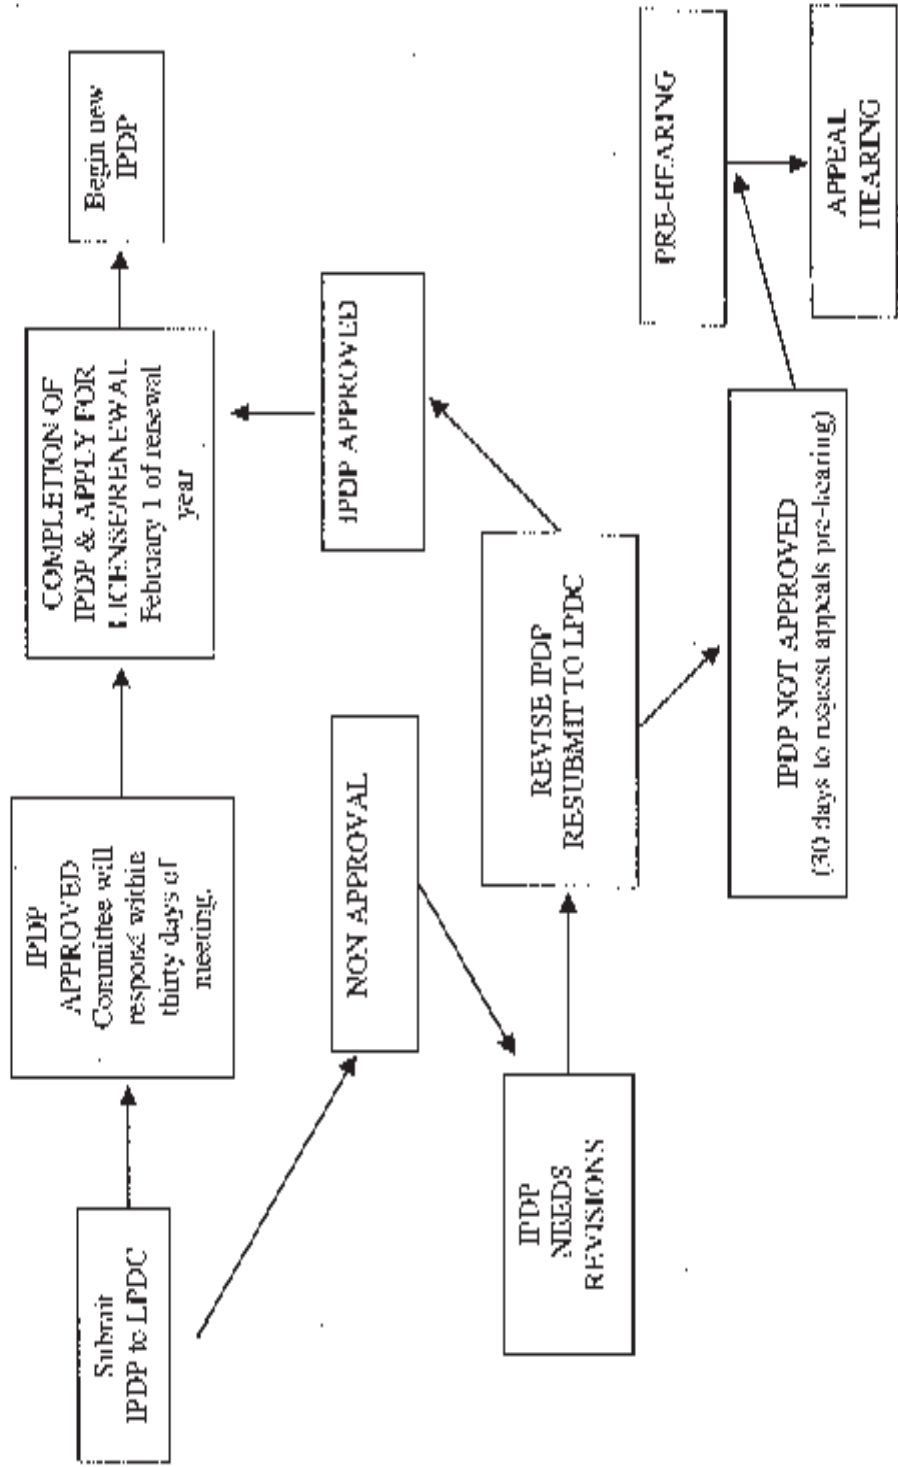 Submit
IPDP to LPDC
IPDP
APPROVED
Committee will
respond within
thirty days of
meeting.
COMPLETION OF
IPDP & APPLY FOR
LICENSE/RENEWAL
February 1 of renewal
year
Begin new
IPDP
NON APPROVAL
IPDP APPROVED
IPDP
NEEDS
REVISIONS
REVISE IPDP
RESUBMIT TO LPDC
IPDP NOT APPROVED
(30 days to request appeals pre-hearing)
PRE-HEARING
APPEAL
HEARING